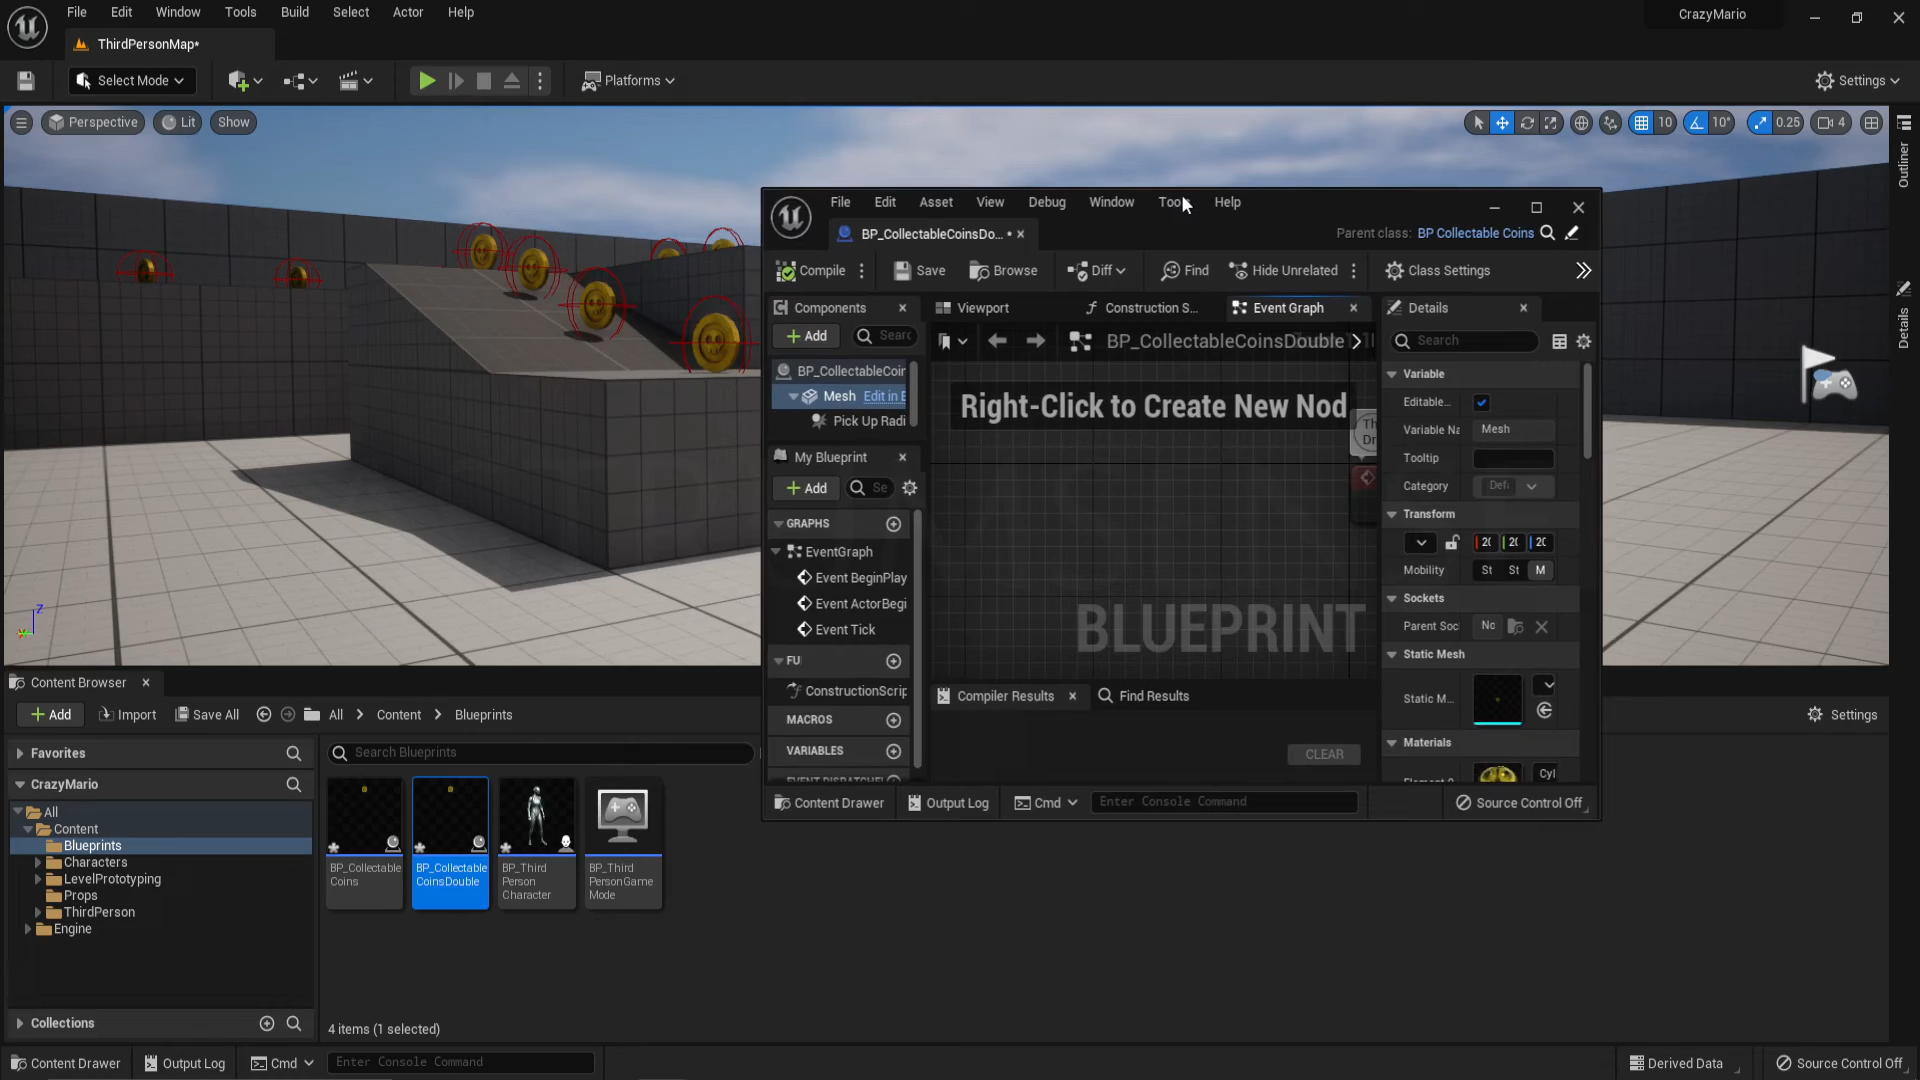 File Edit Window Tools Build Select Actor Help
CrazyMario
ThirdPersonMap*
Select Mode
Platforms
Settings
Perspective Lit Show
10 10° 0.25 4
Outliner
Details
File Edit Asset View Debug Window Help
BP_CollectableCoinsDo... *
Parent class: BP Collectable Coins
Compile Save Browse Diff Find Hide Unrelated Class Settings
Components
Viewport Construction S... Event Graph
Details
Add
BP_CollectableCoinsDouble
Search
BP_CollectableCoin
Mesh Edit in
Pick Up Radi
Right-Click to Create New Nod
Variable
Editable...
Variable Na Mesh
Tooltip
Category
My Blueprint
Add
Transform
GRAPHS
EventGraph
Event BeginPlay
Event ActorBegi
Event Tick
Mobility St St M
Sockets
Parent Soc
BLUEPRINT
Static Mesh
Static M...
FU
ConstructionScrip
MACROS
VARIABLES
Compiler Results Find Results
CLEAR
Materials
Content Drawer Output Log Cmd Enter Console Command Source Control Off
Content Browser
Add Import Save All All Content Blueprints
Settings
Favorites
Search Blueprints
CrazyMario
All
Content
Blueprints
Characters
LevelPrototyping
Props
ThirdPerson
Engine
BP_Collectable
Coins
BP_Collectable
CoinsDouble
BP_Third
Person
Character
BP_Third
PersonGame
Mode
Collections
4 items (1 selected)
Content Drawer Output Log Cmd Enter Console Command
Derived Data Source Control Off